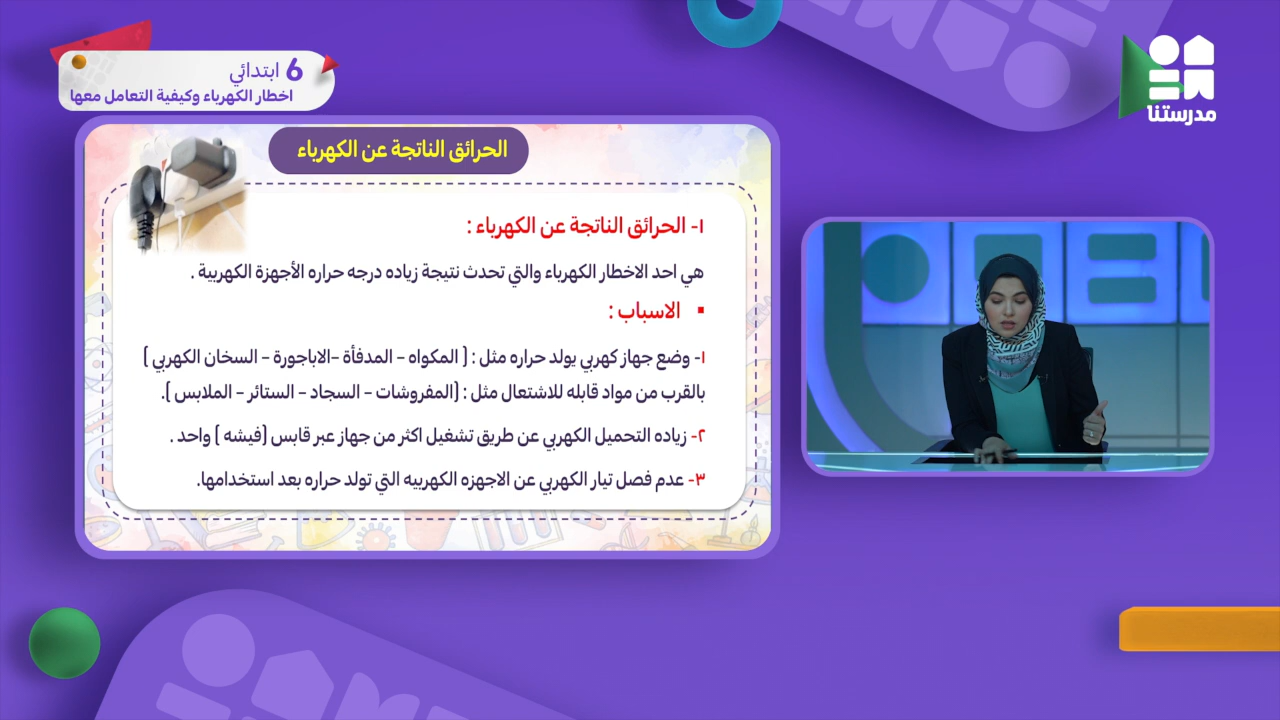 6 ابتدائي
اخطار الكهرباء وكيفية التعامل معها
مدرستنا
الحرائق الناتجة عن الكهرباء
١- الحرائق الناتجة عن الكهرباء :
هي احد الاخطار الكهرباء والتي تحدث نتيجة زياده درجه حراره الأجهزة الكهربية .
▪ الاسباب :
١- وضع جهاز كهربي يولد حراره مثل : ( المكواه – المدفأة –الاباجورة – السخان الكهربي )
بالقرب من مواد قابله للاشتعال مثل : (المفروشات – السجاد – الستائر – الملابس ).
٢- زياده التحميل الكهربي عن طريق تشغيل اكثر من جهاز عبر قابس (فيشه ) واحد .
٣- عدم فصل تيار الكهربي عن الاجهزه الكهربيه التي تولد حراره بعد استخدامها.